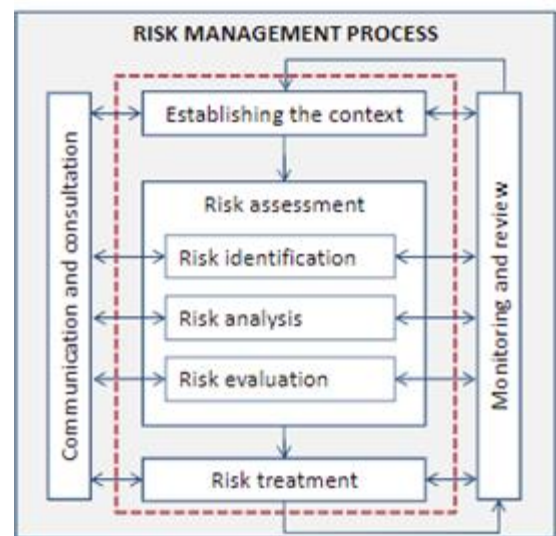 RISK MANAGEMENT PROCESS
Communication and consultation
Establishing the context
Risk assessment
Risk identification
Risk analysis
Risk evaluation
Risk treatment
Monitoring and review